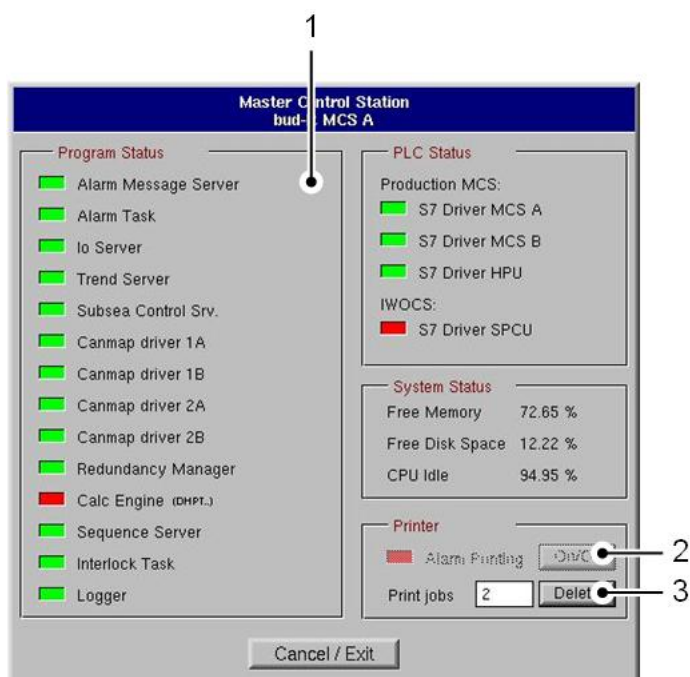 1
Master Control Station
MCS A
Program Status
Alarm Message Server
Alarm Task
Io Server
Trend Server
Subsea Control Srv.
Canmap driver 1A
Canmap driver 1B
Canmap driver 2A
Canmap driver 2B
Redundancy Manager
Calc Engine (DHPT..)
Sequence Server
Interlock Task
Logger
PLC Status
Production MCS:
S7 Driver MCS A
S7 Driver MCS B
S7 Driver HPU
IWOCS:
S7 Driver SPCU
System Status
Free Memory 72.65 %
Free Disk Space 12.22 %
CPU Idle 94.95 %
Printer
Alarm Printing 2
Print jobs 2 Delet 3
Cancel / Exit